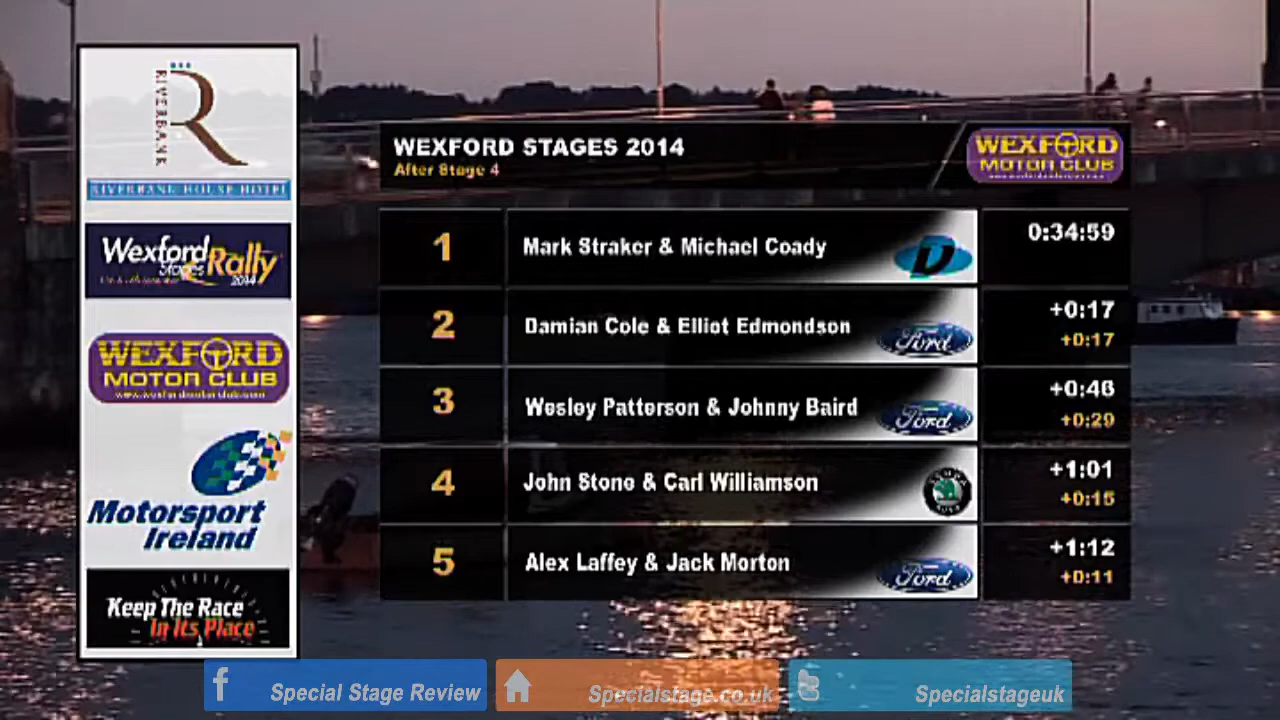 RIVERBANK
R
RIVERBANK HOUSE HOTEL
Wexford
Stages Rally
2014
WEXFORD
MOTOR CLUB
www.wexfordmotorclub.com
Motorsport
Ireland
Keep The Race
In Its Place
WEXFORD STAGES 2014
After Stage 4
WEXFORD
MOTOR CLUB
1
Mark Straker & Michael Coady
D
0:34:59
2
Damian Cole & Elliot Edmondson
Ford
+0:17
+0:17
3
Wesley Patterson & Johnny Baird
Ford
+0:46
+0:29
4
John Stone & Carl Williamson
+1:01
+0:15
5
Alex Laffey & Jack Morton
Ford
+1:12
+0:11
f Special Stage Review
Specialstage.co.uk
Specialstageuk